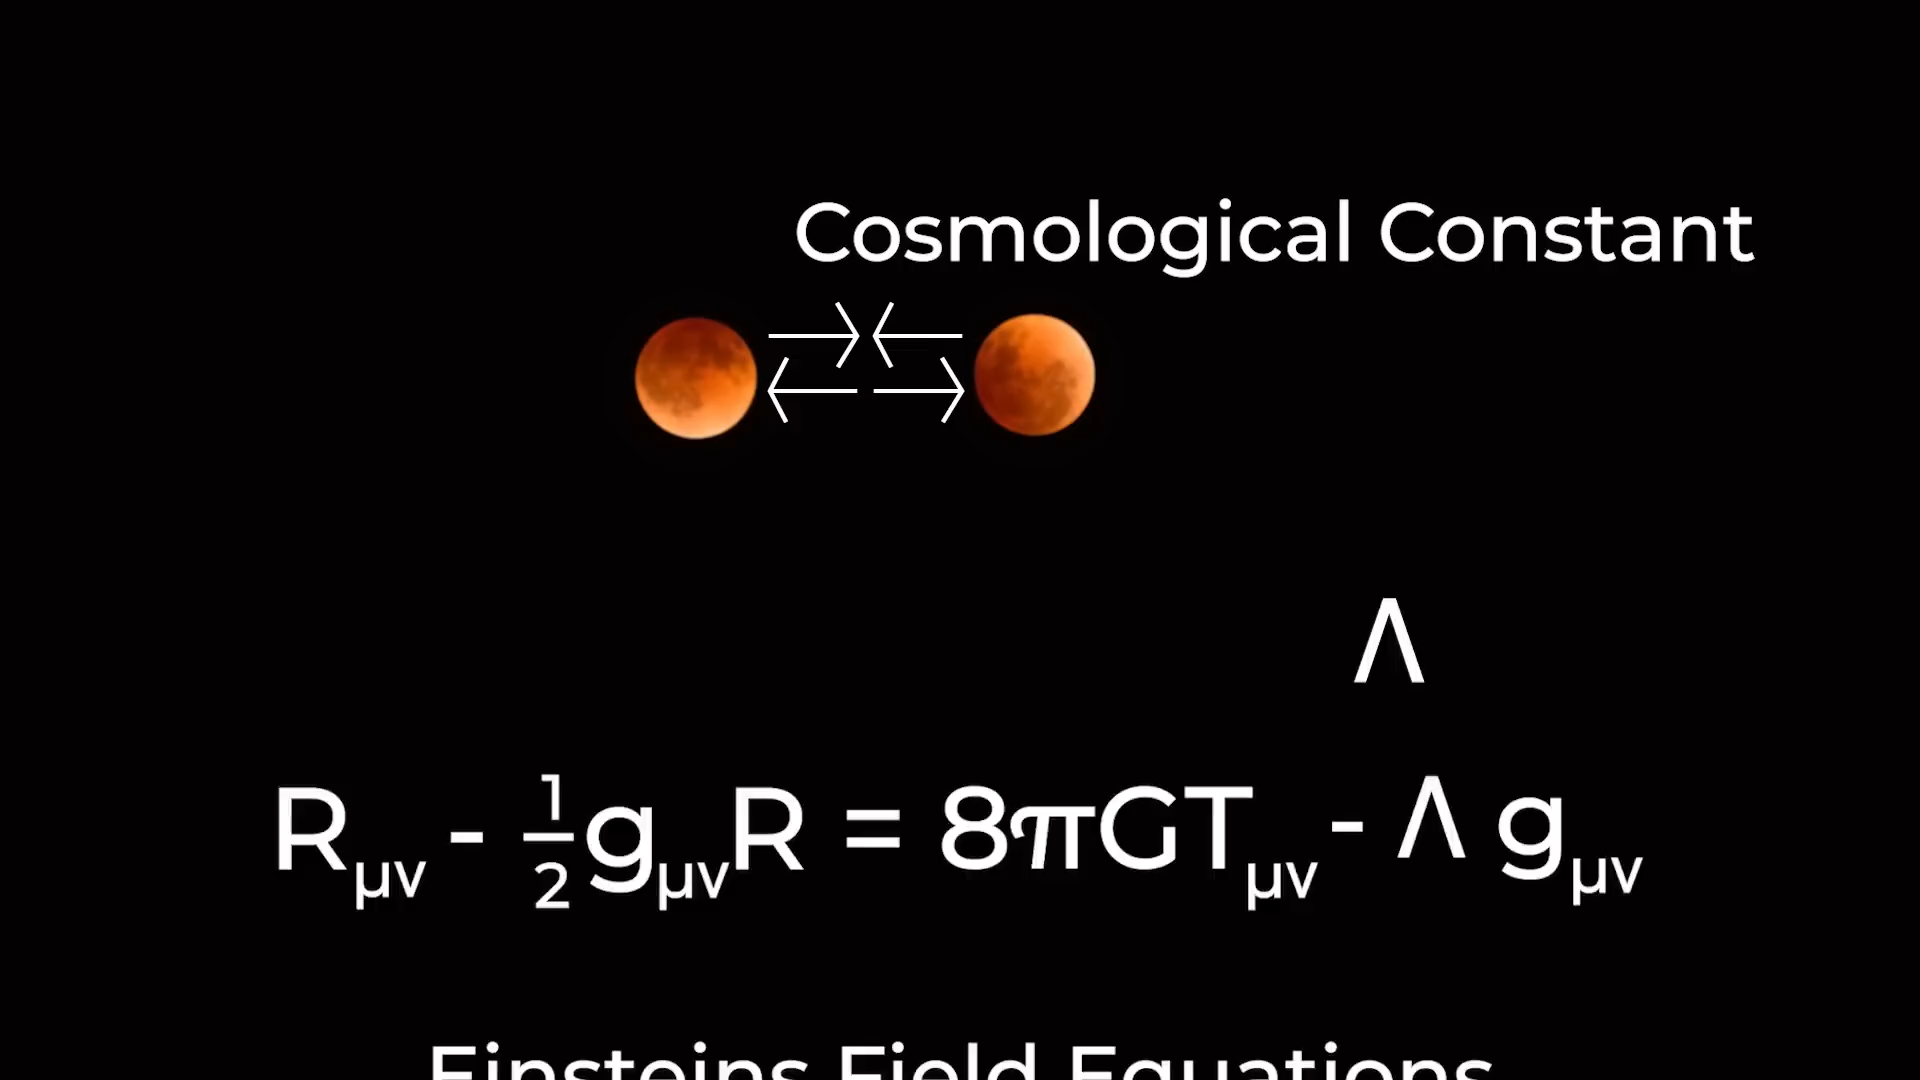 Cosmological Constant
Λ
Rμν - ½gμνR = 8πGTμν - Λ gμν
Einsteins Field Equations